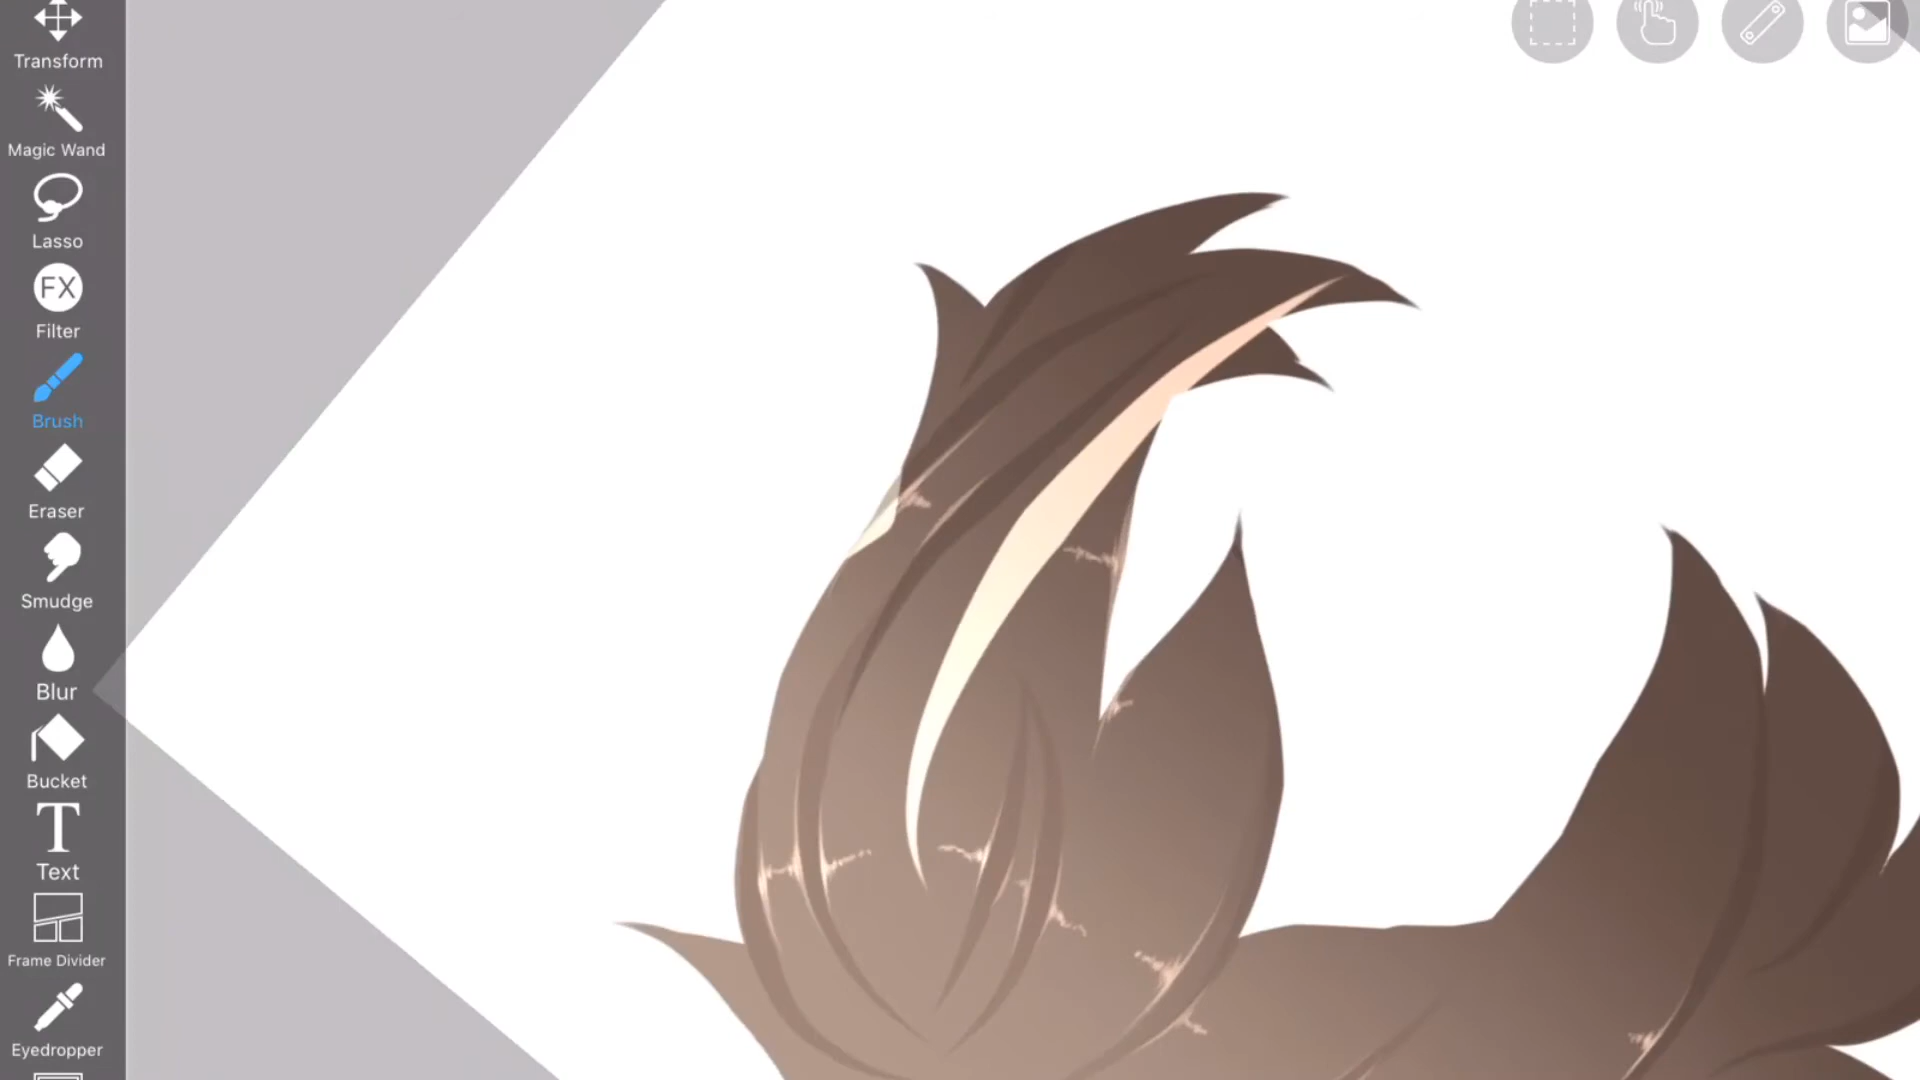 Transform
Magic Wand
Lasso
FX
Filter
Brush
Eraser
Smudge
Blur
Bucket
T
Text
Frame Divider
Eyedropper